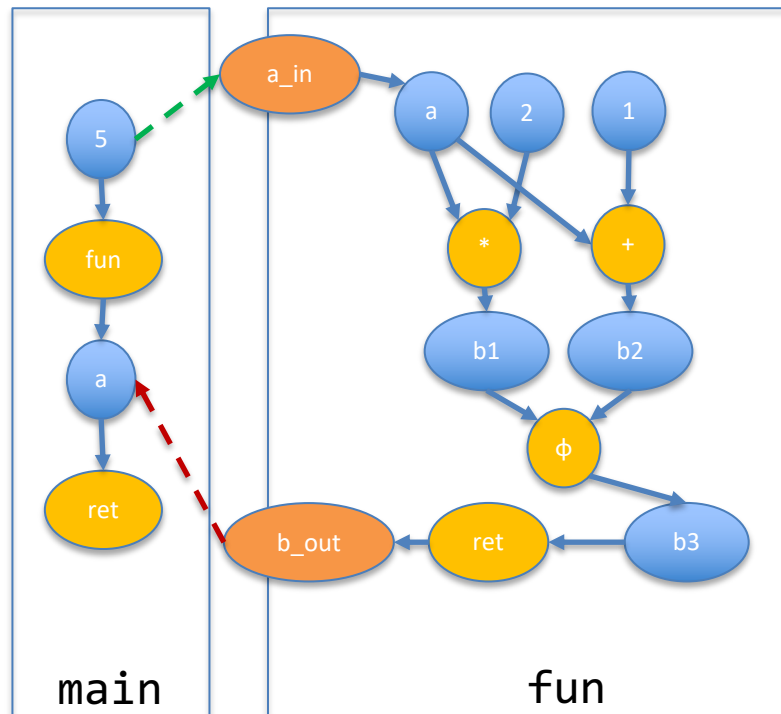 a_in
a
2
1
5
fun
*
+
a
b1
b2
ф
ret
b_out
ret
b3
main
fun